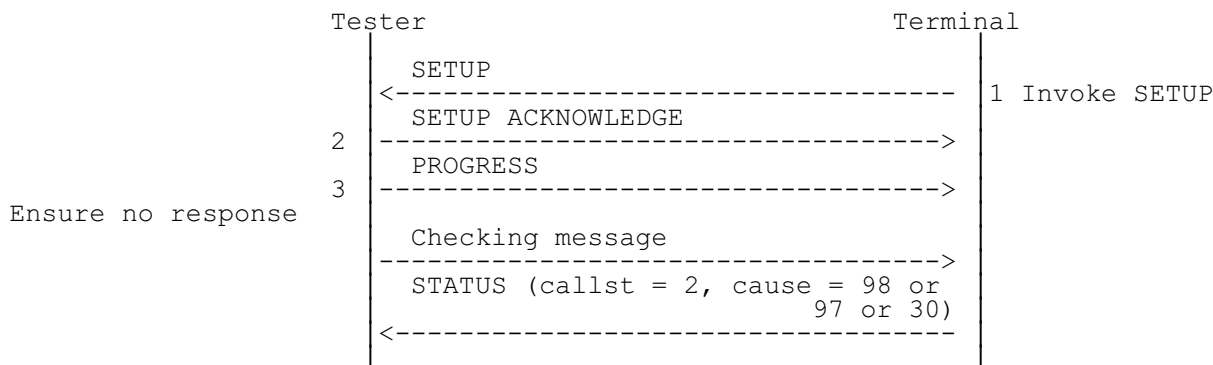 Tester Terminal
SETUP
1 Invoke SETUP
SETUP ACKNOWLEDGE
2
PROGRESS
3
Ensure no response
Checking message
STATUS (callst = 2, cause = 98 or
97 or 30)